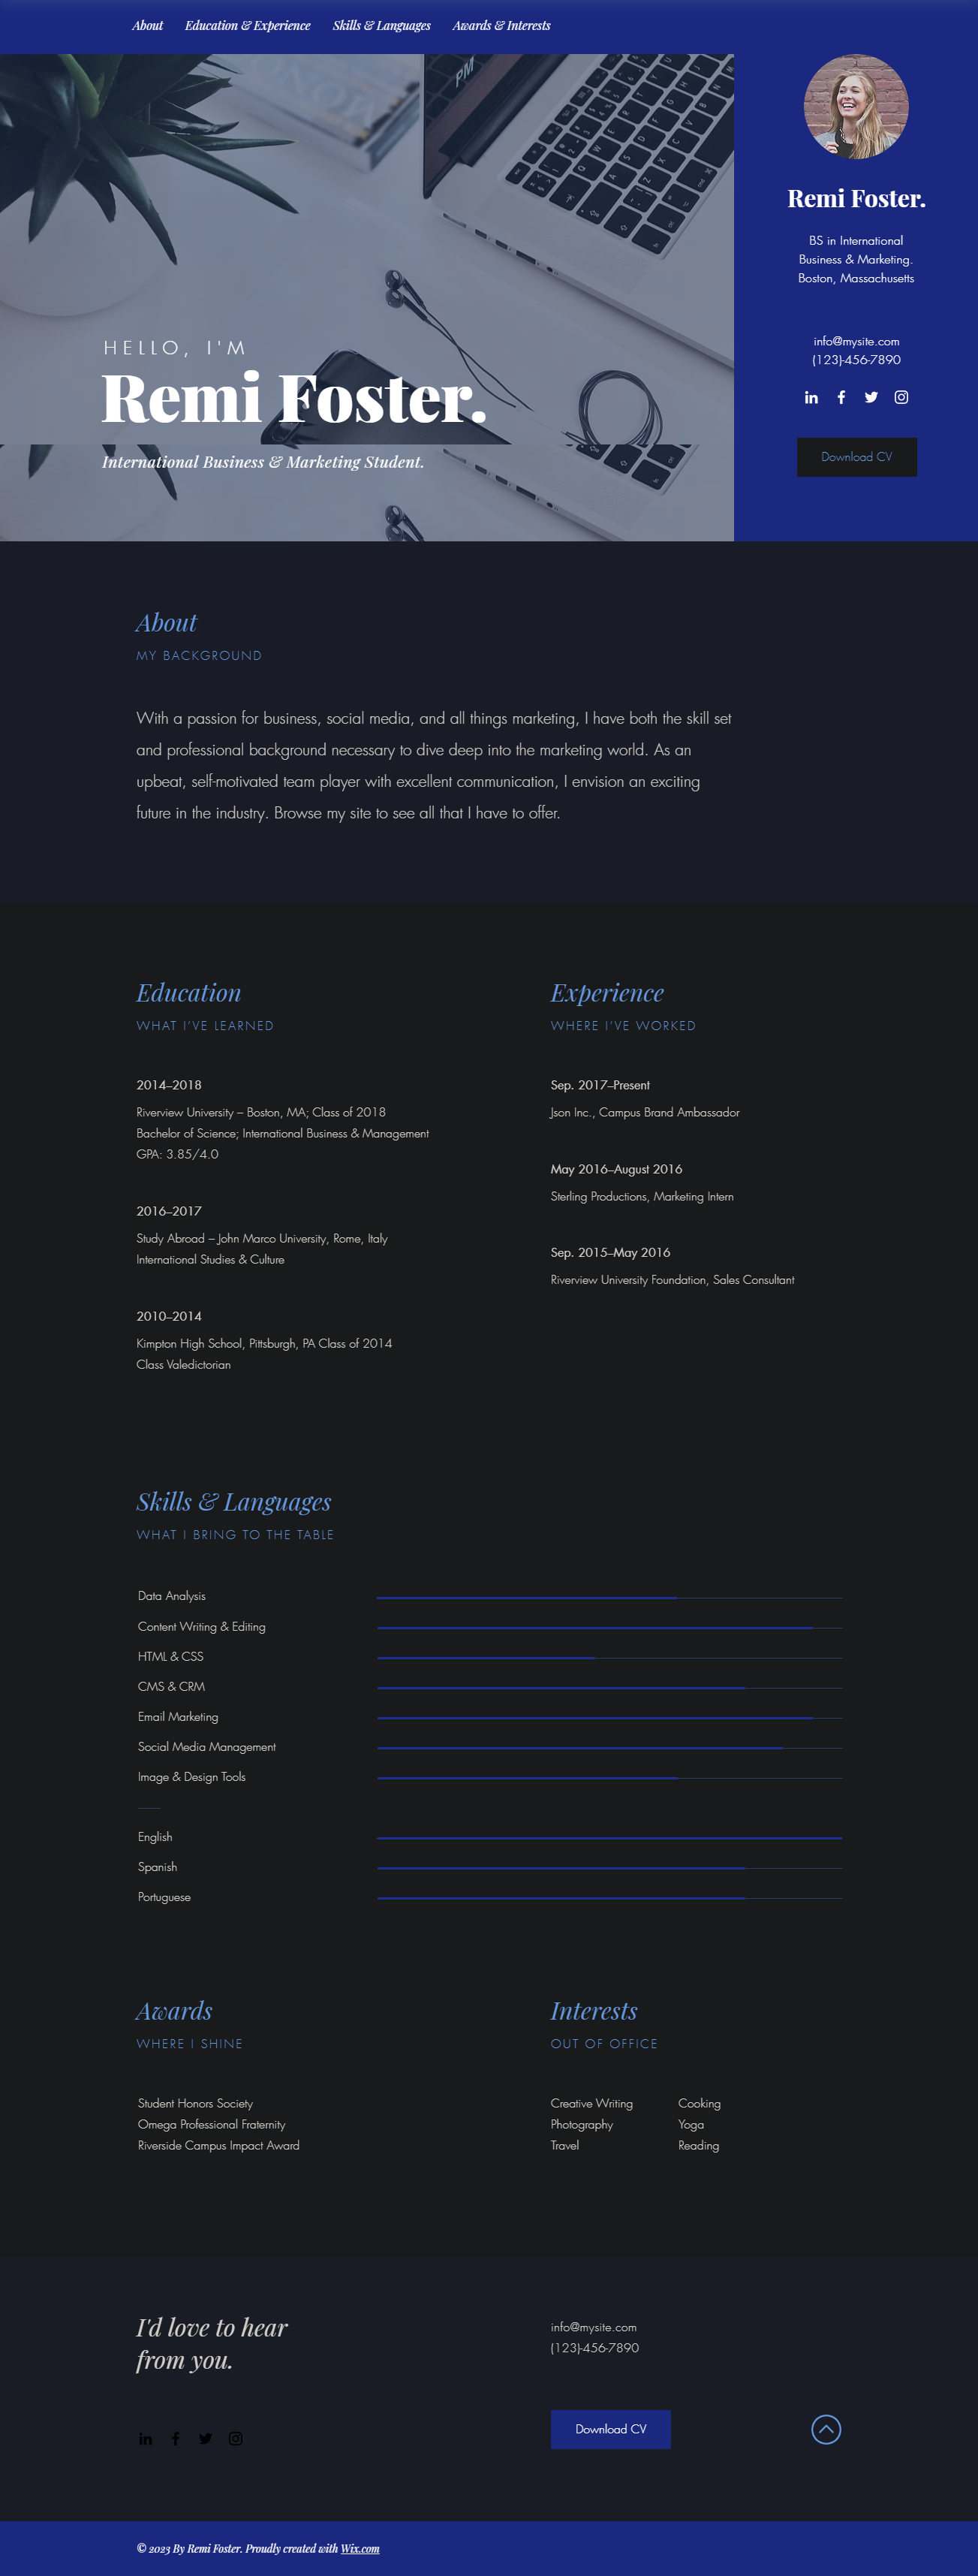 About Education & Experience Skills & Languages Awards & Interests
HELLO, I'M
Remi Foster.
International Business & Marketing Student.
Remi Foster.
BS in International
Business & Marketing.
Boston, Massachusetts
info@mysite.com
(123)-456-7890
Download CV
About
MY BACKGROUND
With a passion for business, social media, and all things marketing, I have both the skill set
and professional background necessary to dive deep into the marketing world. As an
upbeat, self-motivated team player with excellent communication, I envision an exciting
future in the industry. Browse my site to see all that I have to offer.
Education
WHAT I'VE LEARNED
2014–2018
Riverview University – Boston, MA; Class of 2018
Bachelor of Science; International Business & Management
GPA: 3.85/4.0
2016–2017
Study Abroad – John Marco University, Rome, Italy
International Studies & Culture
2010–2014
Kimpton High School, Pittsburgh, PA Class of 2014
Class Valedictorian
Experience
WHERE I'VE WORKED
Sep. 2017–Present
Json Inc., Campus Brand Ambassador
May 2016–August 2016
Sterling Productions, Marketing Intern
Sep. 2015–May 2016
Riverview University Foundation, Sales Consultant
Skills & Languages
WHAT I BRING TO THE TABLE
Data Analysis
Content Writing & Editing
HTML & CSS
CMS & CRM
Email Marketing
Social Media Management
Image & Design Tools
English
Spanish
Portuguese
Awards
WHERE I SHINE
Student Honors Society
Omega Professional Fraternity
Riverside Campus Impact Award
Interests
OUT OF OFFICE
Creative Writing
Photography
Travel
Cooking
Yoga
Reading
I'd love to hear
from you.
info@mysite.com
(123)-456-7890
Download CV
© 2023 By Remi Foster. Proudly created with Wix.com